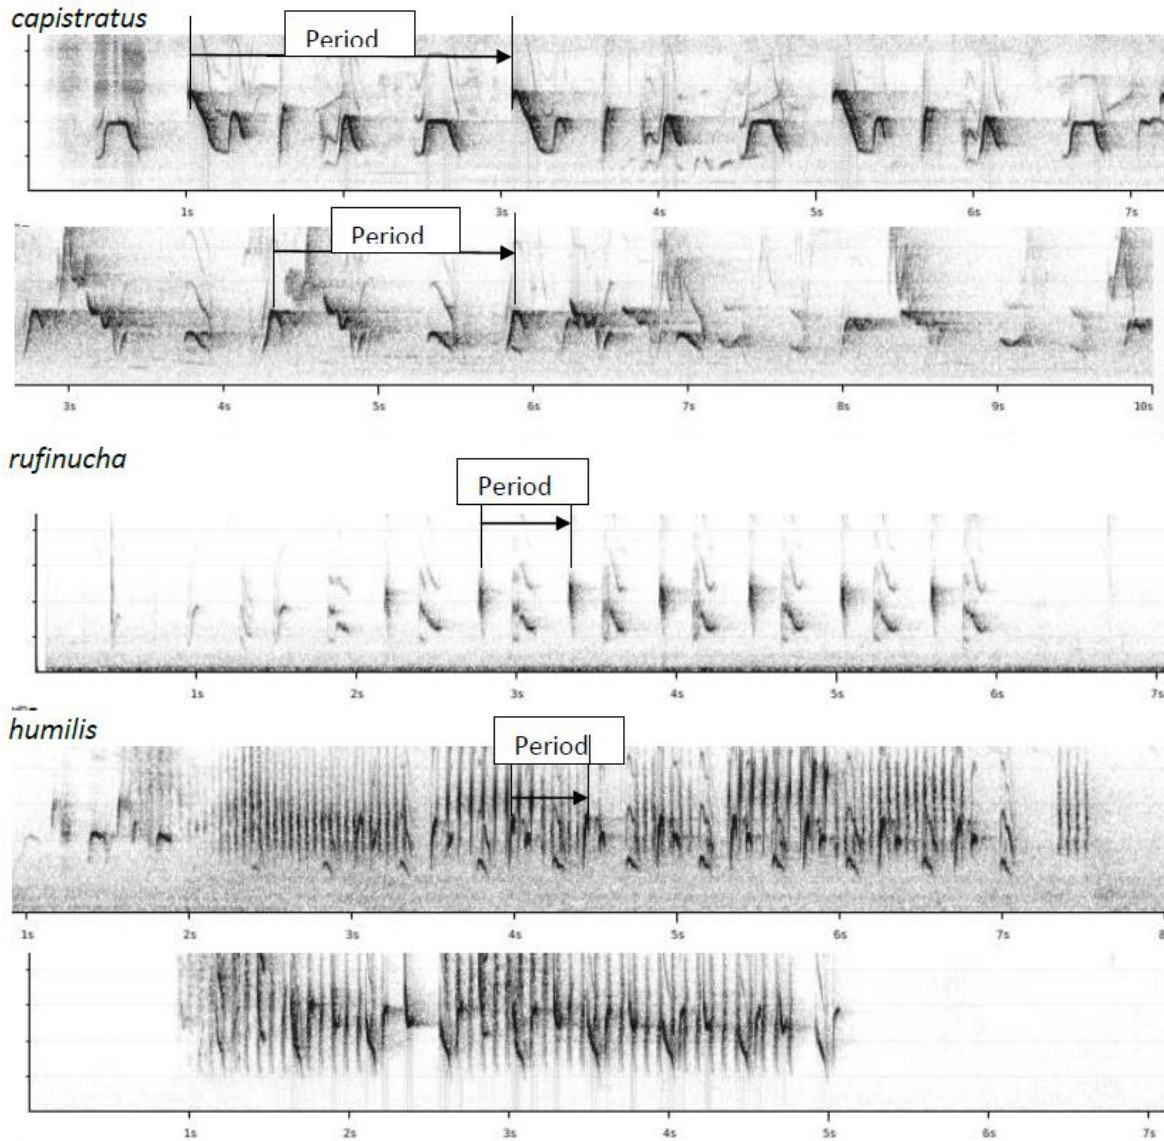 capistratus
Period
1s 3s 4s 5s 6s 7s
Period
3s 4s 5s 6s 7s 8s 9s 10s
rufinucha
Period
1s 2s 3s 4s 5s 6s 7s
humilis
Period
1s 2s 3s 4s 5s 6s 7s 8
1s 2s 3s 4s 5s 6s 7s